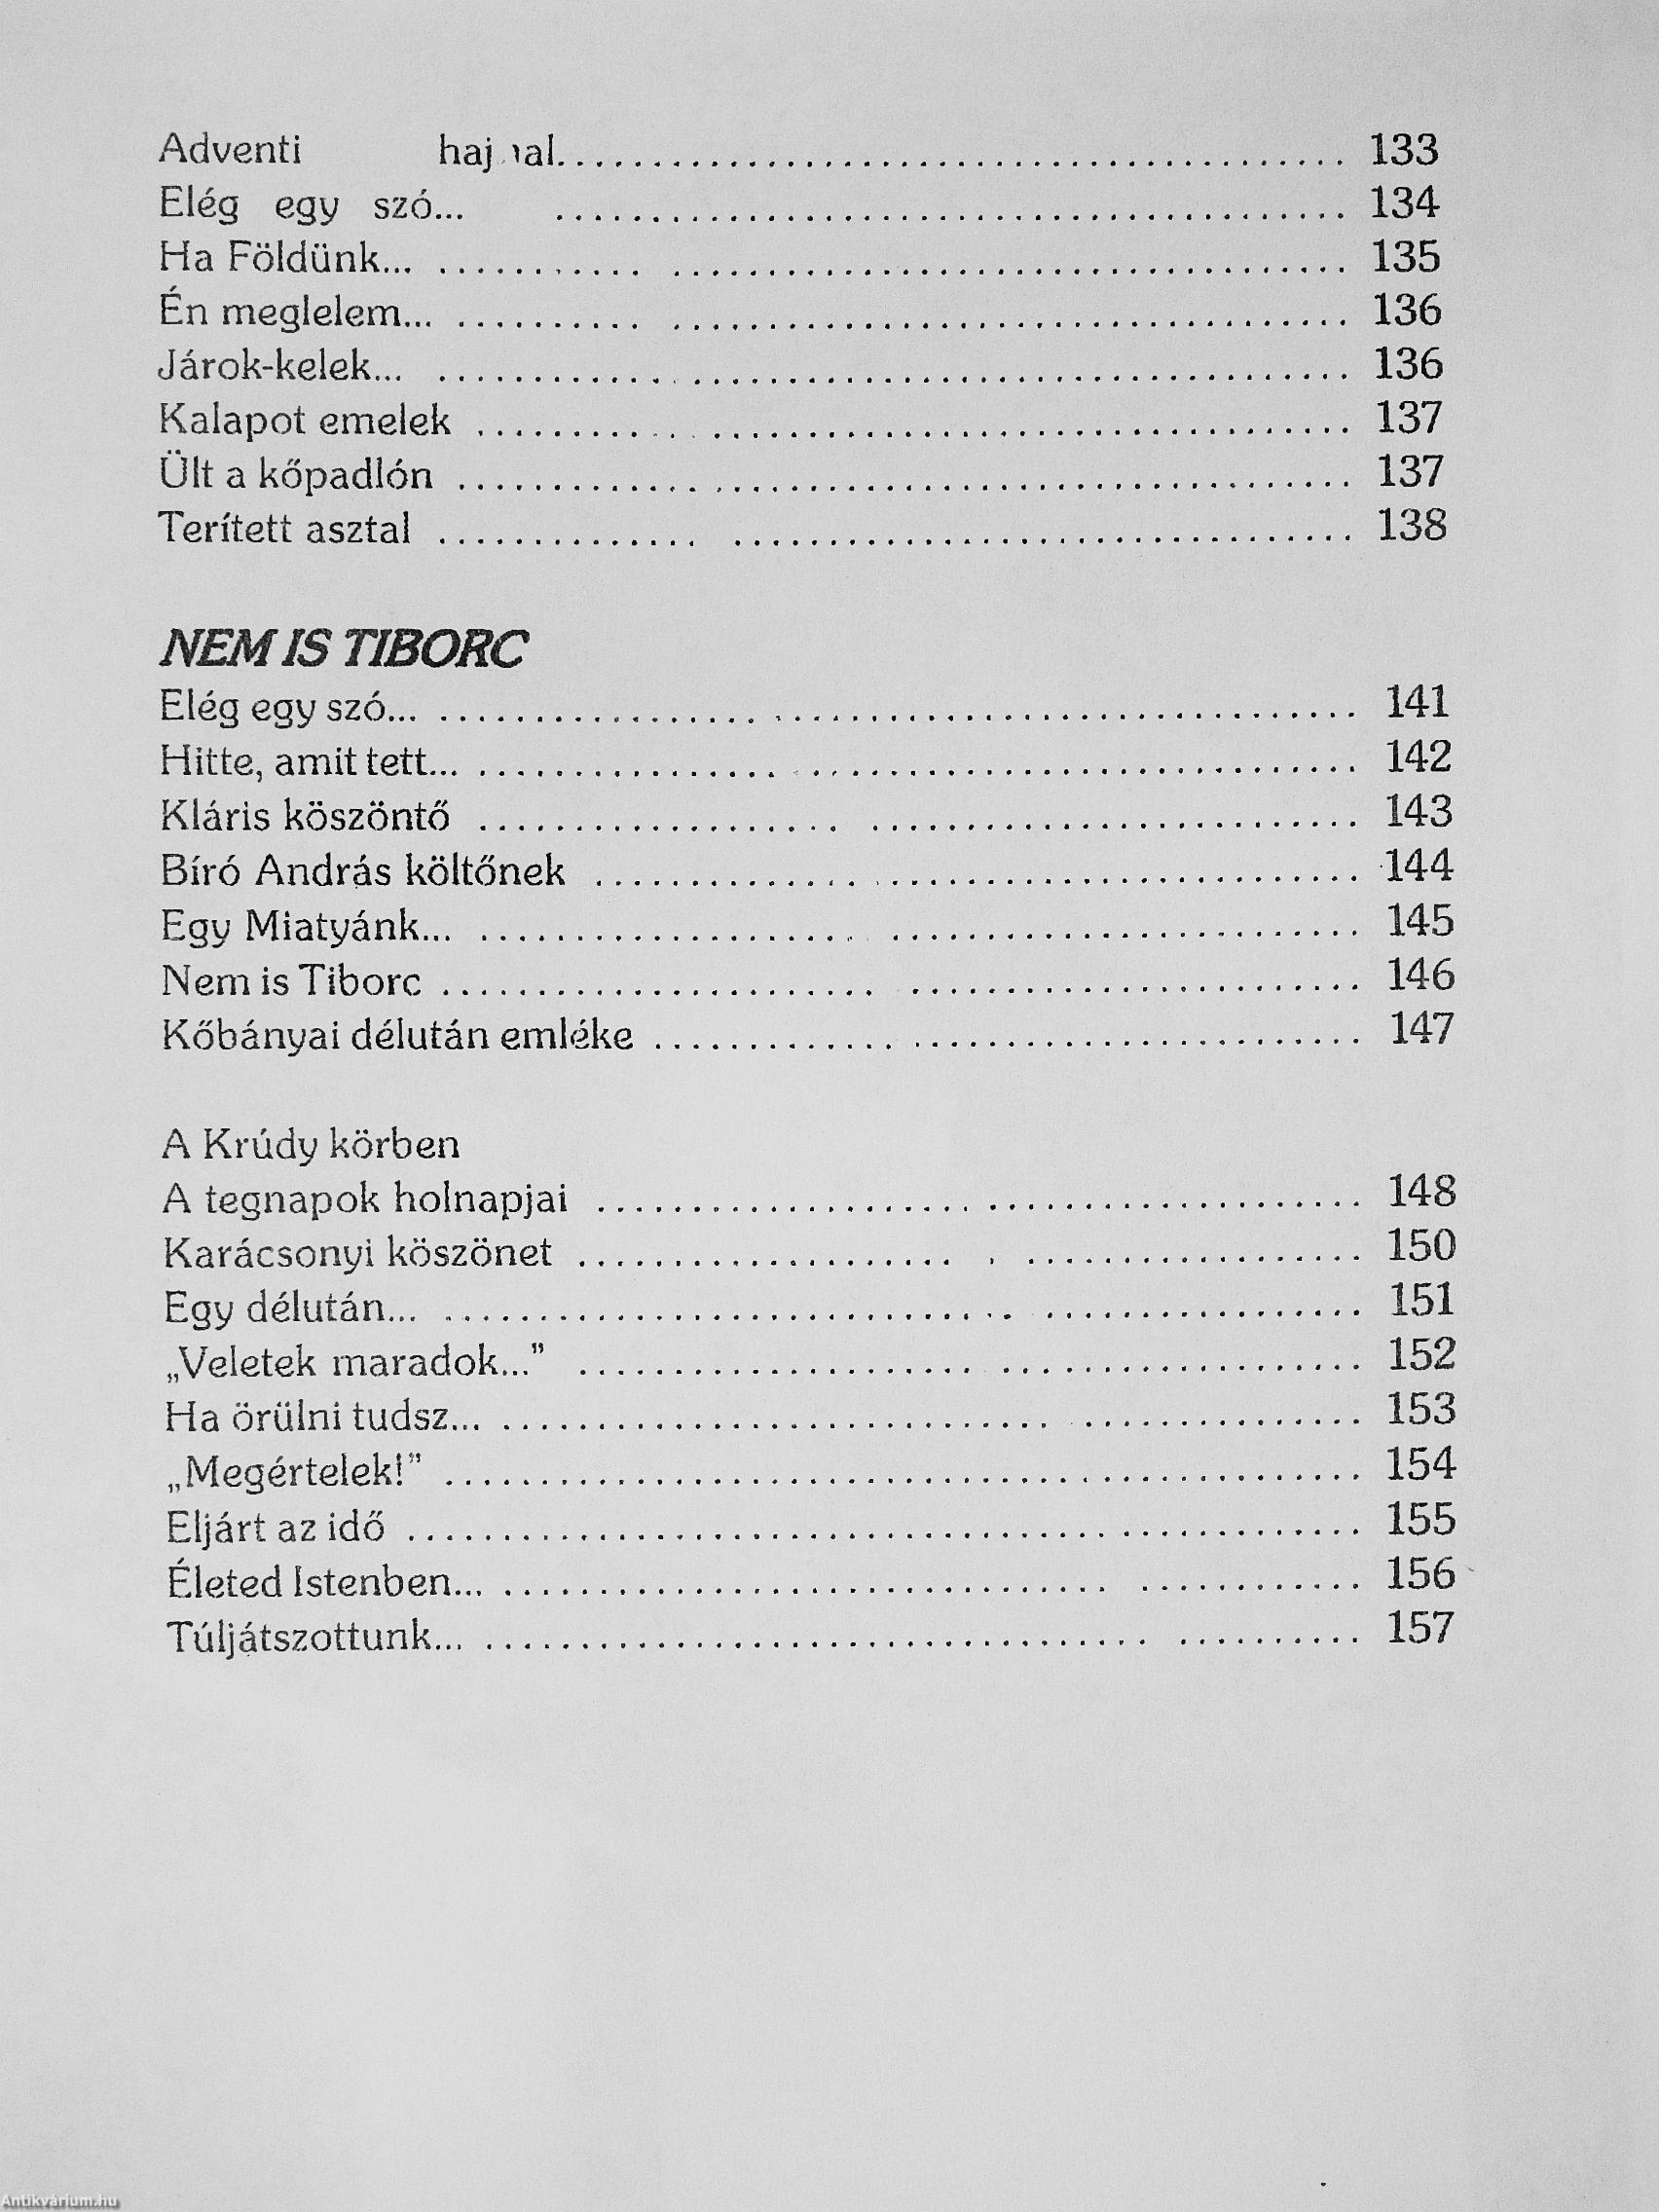 Adventi hajnal........................................ 133
Elég egy szó... ........................................ 134
Ha Földünk... ........................................ 135
Én meglelem... ........................................ 136
Járok-kelek... ........................................ 136
Kalapot emelek ........................................ 137
Ült a kőpadlón ........................................ 137
Terített asztal ........................................ 138
NEM IS TIBORC
Elég egy szó... ........................................ 141
Hitte, amit tett... ........................................ 142
Kláris köszöntő ........................................ 143
Bíró András költőnek ........................................ 144
Egy Miatyánk... ........................................ 145
Nem is Tiborc ........................................ 146
Kőbányai délután emléke ........................................ 147
A Krúdy körben
A tegnapok holnapjai ........................................ 148
Karácsonyi köszönet ........................................ 150
Egy délután... ........................................ 151
„Veletek maradok...” ........................................ 152
Ha örülni tudsz... ........................................ 153
„Megértelek!” ........................................ 154
Eljárt az idő ........................................ 155
Életed Istenben... ........................................ 156
Túljátszottunk... ........................................ 157
Antikvárium.hu